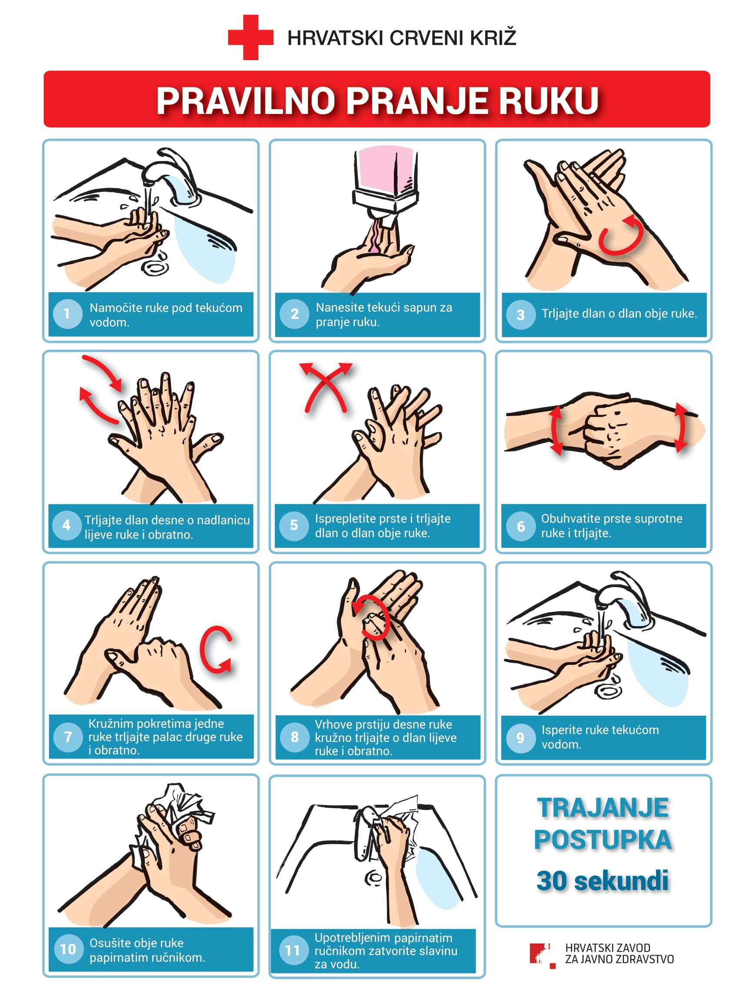 HRVATSKI CRVENI KRIŽ
PRAVILNO PRANJE RUKU
1
Namočite ruke pod tekućom
vodom.
2
Nanesite tekući sapun za
pranje ruku.
3
Trljajte dlan o dlan obje ruke.
4
Trljajte dlan desne o nadlanicu
lijeve ruke i obratno.
5
Isprepletite prste i trljajte
dlan o dlan obje ruke.
6
Obuhvatite prste suprotne
ruke i trljajte.
7
Kružnim pokretima jedne
ruke trljajte palac druge ruke
i obratno.
8
Vrhove prstiju desne ruke
kružno trljajte o dlan lijeve
ruke i obratno.
9
Isperite ruke tekućom
vodom.
10
Osušite obje ruke
papirnatim ručnikom.
11
Upotrebljenim papirnatim
ručnikom zatvorite slavinu
za vodu.
TRAJANJE
POSTUPKA
30 sekundi
HRVATSKI ZAVOD
ZA JAVNO ZDRAVSTVO